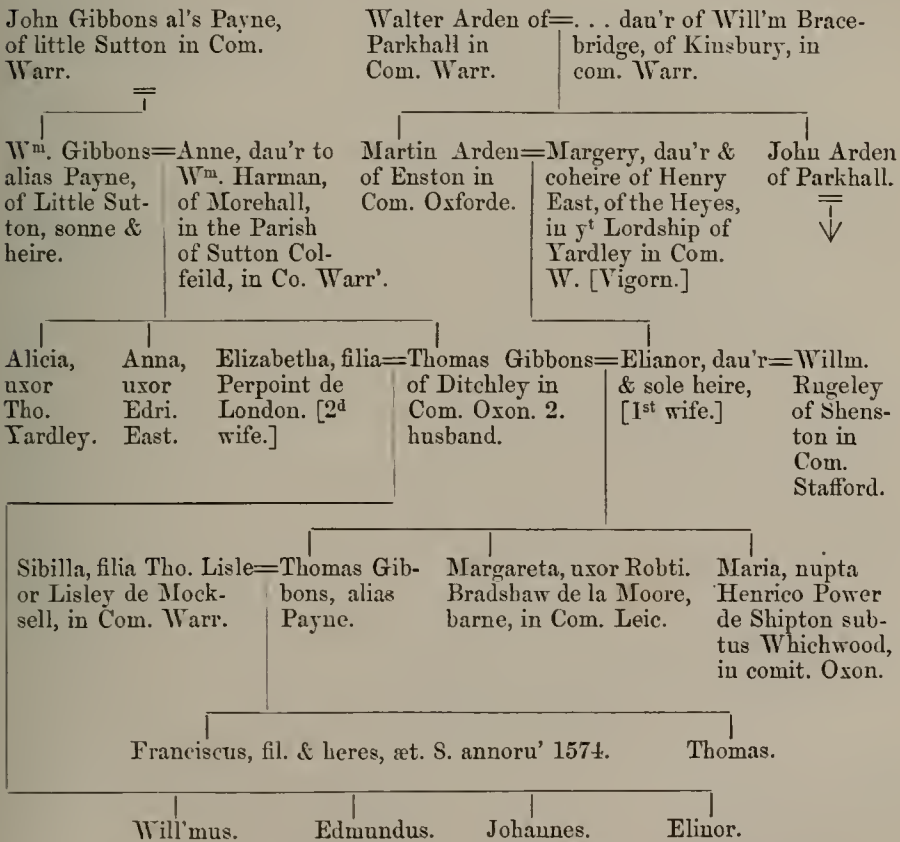 John Gibbons al's Payne,
of little Sutton in Com.
Warr.
Walter Arden of=. . . dau'r of Will'm Brace-
Parkhall in bridge, of Kinsbury, in
Com. Warr. com. Warr.
Wm. Gibbons=Anne, dau'r to
alias Payne, Wm. Harman,
of Little Sut- of Morehall,
ton, sonne & in the Parish
heire. of Sutton Col-
feild, in Co. Warr'.
Martin Arden=Margery, dau'r &
of Enston in coheire of Henry
Com. Oxforde. East, of the Heyes,
in yt Lordship of
Yardley in Com.
W. [Vigorn.]
John Arden
of Parkhall.
Alicia,
uxor
Tho.
Yardley.
Anna,
uxor
Edri.
East.
Elizabetha, filia=Thomas Gibbons=Elianor, dau'r=Willm.
Perpoint de of Ditchley in & sole heire, Rugeley
London. [2d Com. Oxon. 2. [1st wife.] of Shens-
wife.] husband. ton in
Com.
Stafford.
Sibilla, filia Tho. Lisle=Thomas Gib-
or Lisley de Mock- bons, alias
sell, in Com. Warr. Payne.
Margareta, uxor Robti.
Bradshaw de la Moore,
barne, in Com. Leic.
Maria, nupta
Henrico Power
de Shipton sub-
tus Whichwood,
in comit. Oxon.
Franciscus, fil. & heres, æt. S. annoru' 1574. Thomas.
Will'mus. Edmundus. Johannes. Elinor.